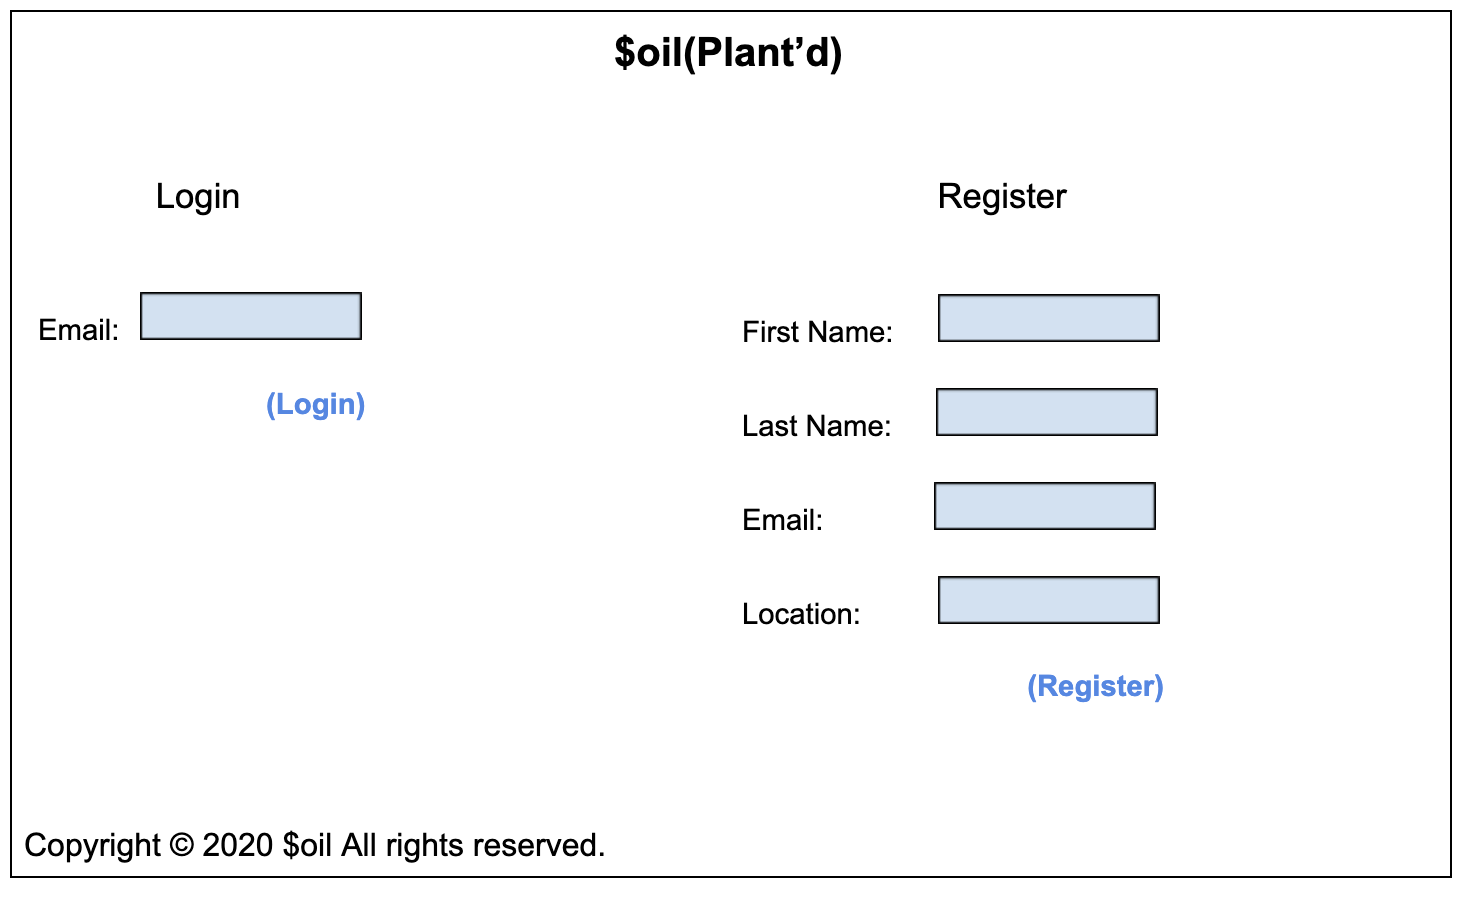 $oil(Plant’d)
Login
Email:
(Login)
Register
First Name:
Last Name:
Email:
Location:
(Register)
Copyright © 2020 $oil All rights reserved.